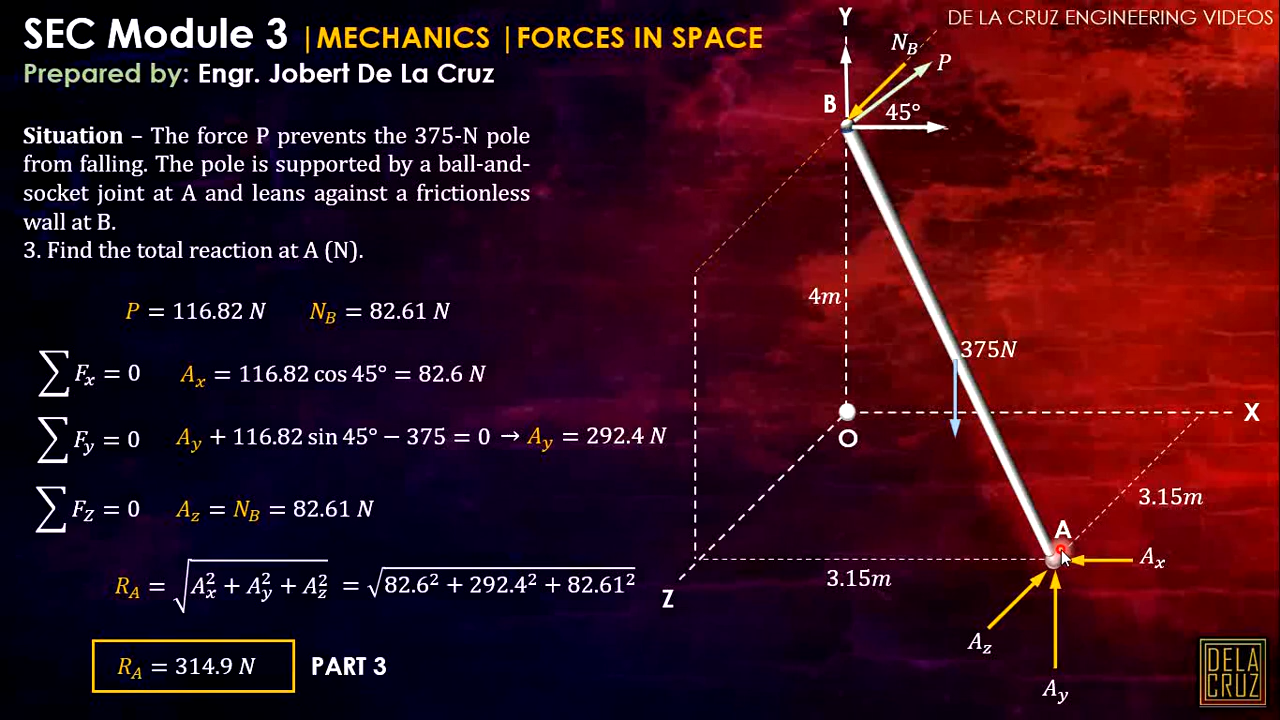 SEC Module 3 |MECHANICS |FORCES IN SPACE
Prepared by: Engr. Jobert De La Cruz
DE LA CRUZ ENGINEERING VIDEOS
Situation – The force P prevents the 375-N pole
from falling. The pole is supported by a ball-and-
socket joint at A and leans against a frictionless
wall at B.
3. Find the total reaction at A (N).
P = 116.82 N N_B = 82.61 N
∑ F_x = 0 A_x = 116.82 cos 45° = 82.6 N
∑ F_y = 0 A_y + 116.82 sin 45° − 375 = 0 → A_y = 292.4 N
∑ F_Z = 0 A_z = N_B = 82.61 N
R_A = √(A_x² + A_y² + A_z²) = √(82.6² + 292.4² + 82.61²)
R_A = 314.9 N PART 3
Y
N_B
P
B
45°
4m
375N
X
O
3.15m
A
A_x
3.15m
Z
A_z
A_y
DELA
CRUZ